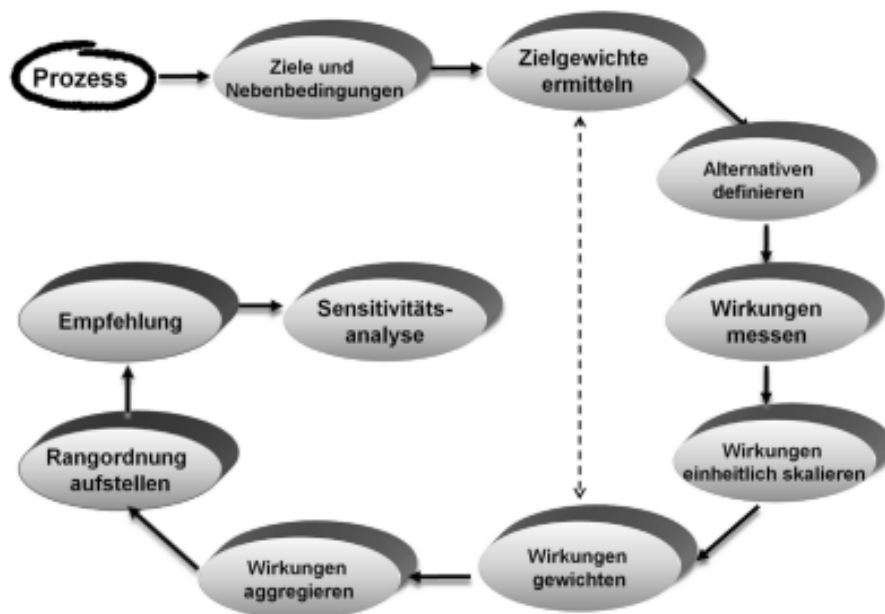 Prozess
Ziele und
Nebenbedingungen
Zielgewichte
ermitteln
Alternativen
definieren
Wirkungen
messen
Wirkungen
einheitlich skalieren
Wirkungen
gewichten
Wirkungen
aggregieren
Rangordnung
aufstellen
Empfehlung
Sensitivitäts-
analyse